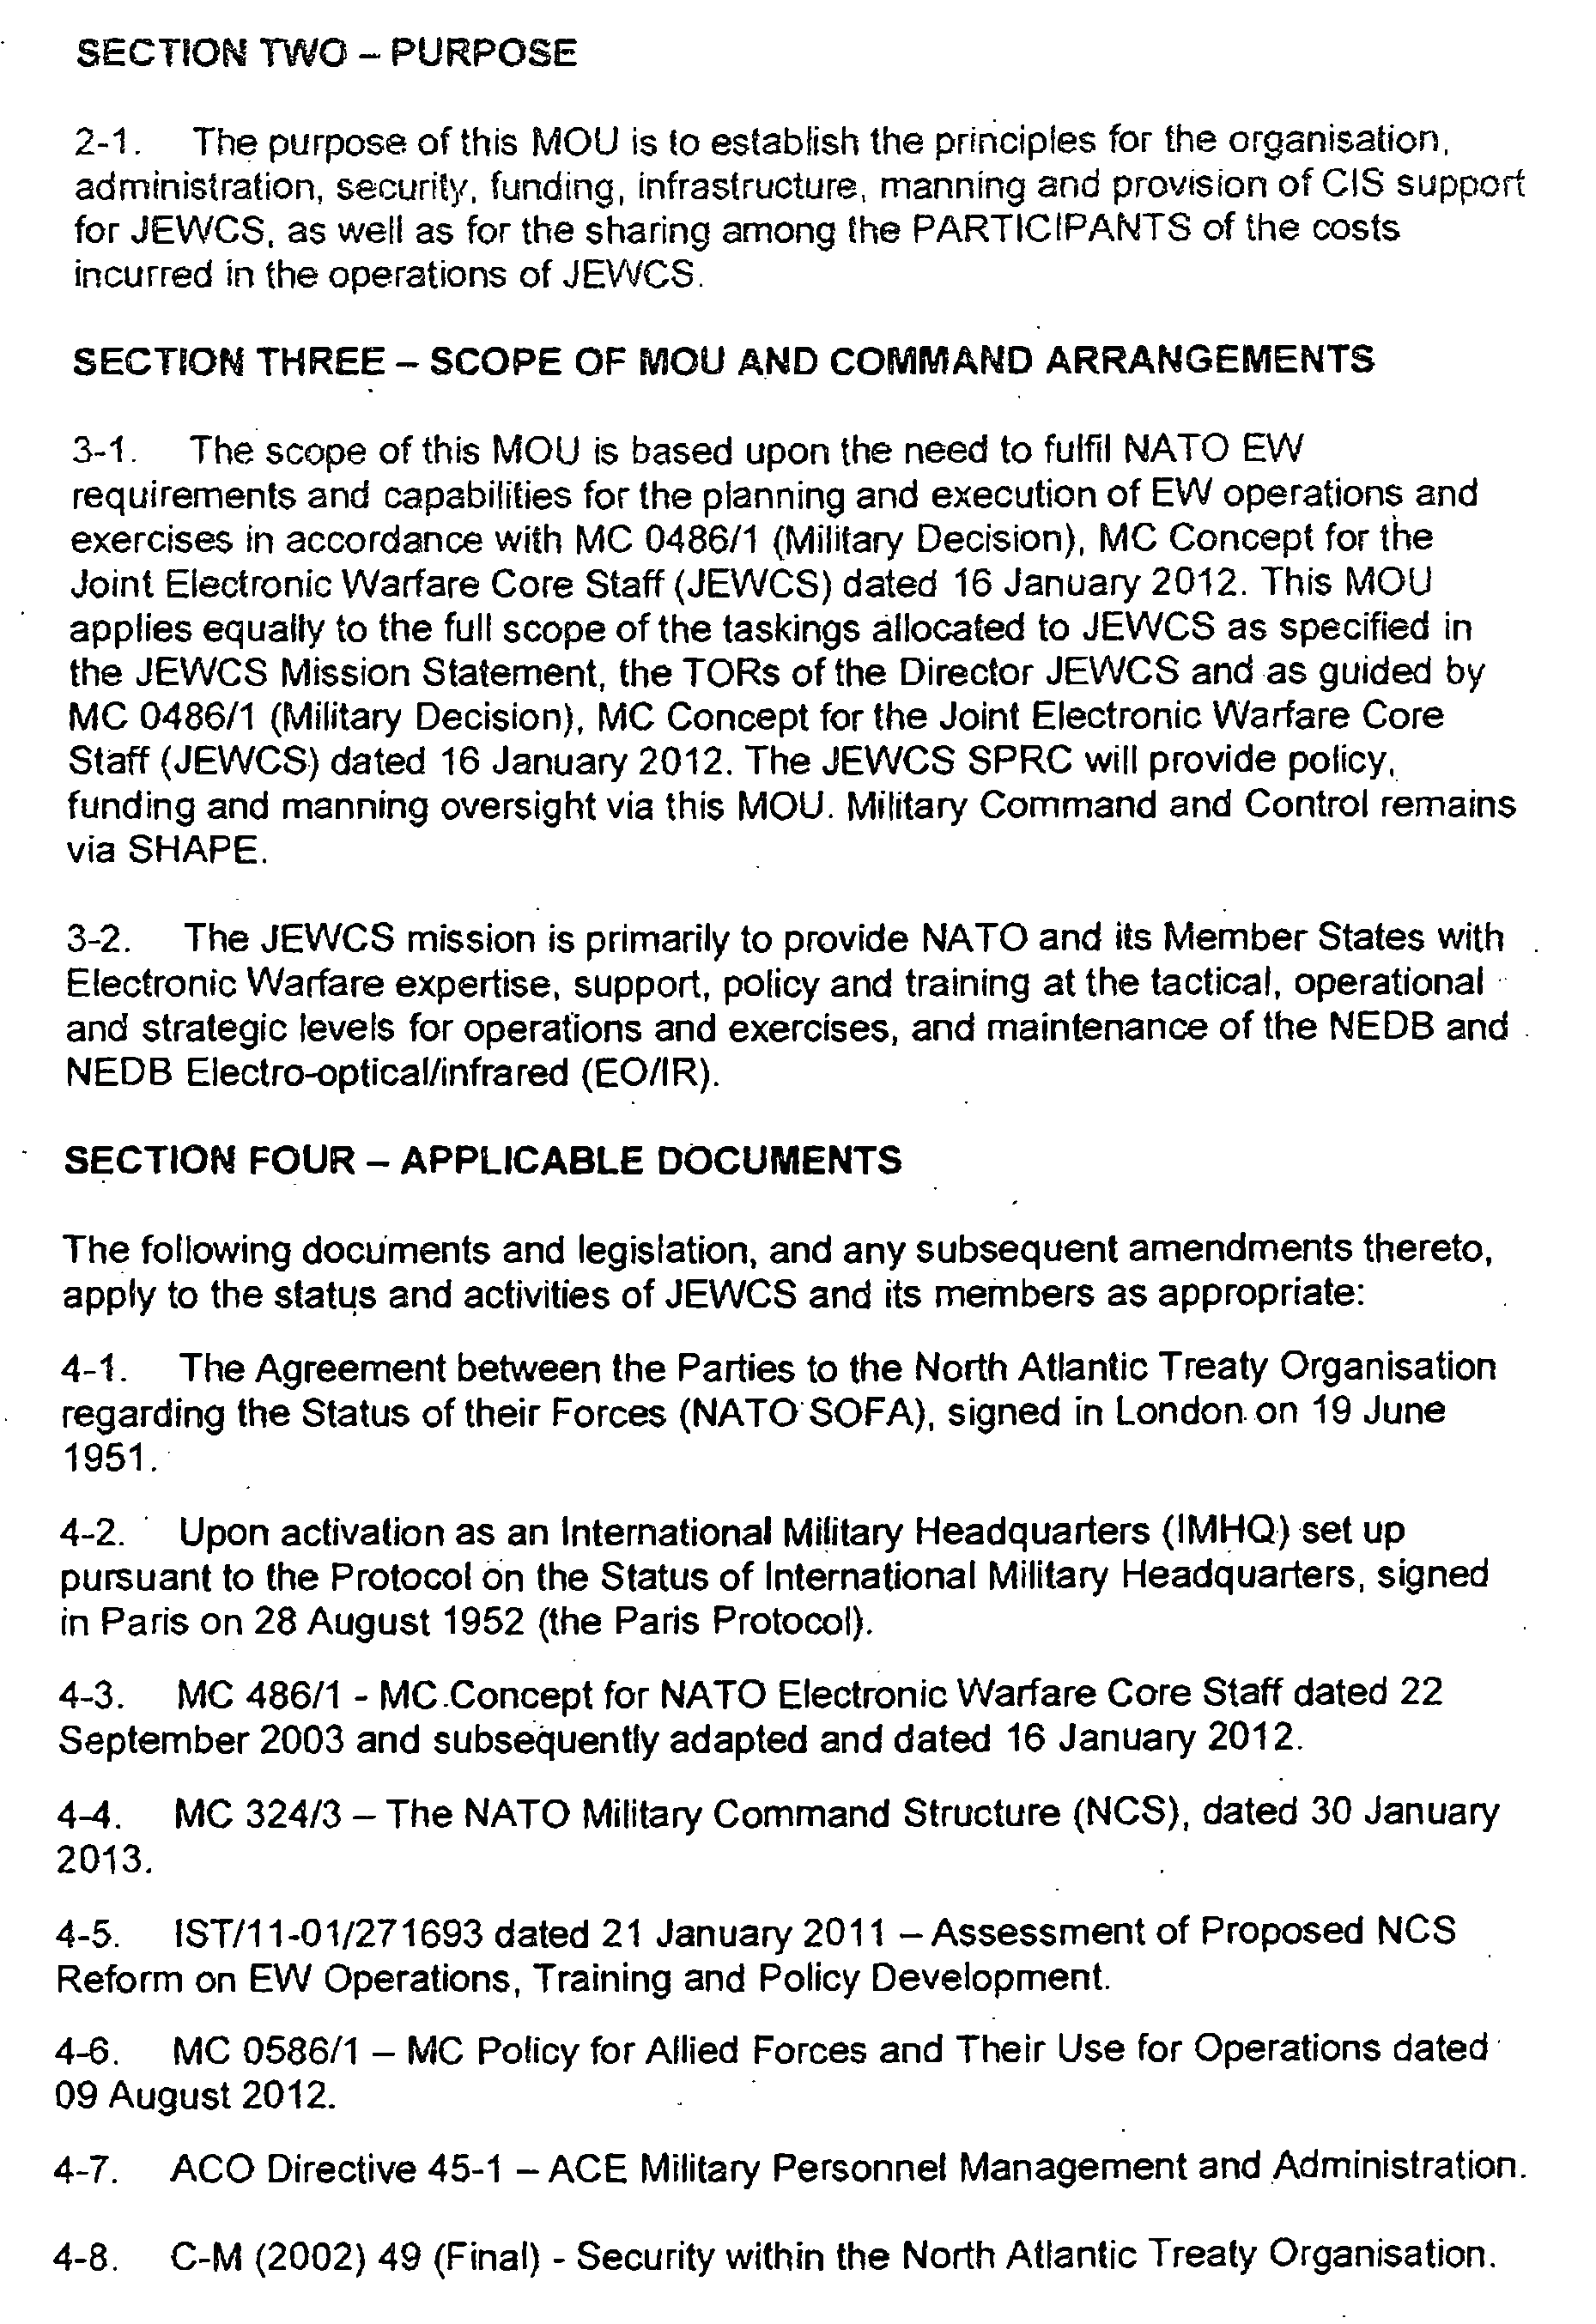 SECTION TWO – PURPOSE
2-1. The purpose of this MOU is to establish the principles for the organisation,
administration, security, funding, infrastructure, manning and provision of CIS support
for JEWCS, as well as for the sharing among the PARTICIPANTS of the costs
incurred in the operations of JEWCS.
SECTION THREE – SCOPE OF MOU AND COMMAND ARRANGEMENTS
3-1. The scope of this MOU is based upon the need to fulfil NATO EW
requirements and capabilities for the planning and execution of EW operations and
exercises in accordance with MC 0486/1 (Military Decision), MC Concept for the
Joint Electronic Warfare Core Staff (JEWCS) dated 16 January 2012. This MOU
applies equally to the full scope of the taskings allocated to JEWCS as specified in
the JEWCS Mission Statement, the TORs of the Director JEWCS and as guided by
MC 0486/1 (Military Decision), MC Concept for the Joint Electronic Warfare Core
Staff (JEWCS) dated 16 January 2012. The JEWCS SPRC will provide policy,
funding and manning oversight via this MOU. Military Command and Control remains
via SHAPE.
3-2. The JEWCS mission is primarily to provide NATO and its Member States with
Electronic Warfare expertise, support, policy and training at the tactical, operational
and strategic levels for operations and exercises, and maintenance of the NEDB and
NEDB Electro-optical/infrared (EO/IR).
SECTION FOUR – APPLICABLE DOCUMENTS
The following documents and legislation, and any subsequent amendments thereto,
apply to the status and activities of JEWCS and its members as appropriate:
4-1. The Agreement between the Parties to the North Atlantic Treaty Organisation
regarding the Status of their Forces (NATO SOFA), signed in London on 19 June
1951.
4-2. Upon activation as an International Military Headquarters (IMHQ) set up
pursuant to the Protocol on the Status of International Military Headquarters, signed
in Paris on 28 August 1952 (the Paris Protocol).
4-3. MC 486/1 - MC Concept for NATO Electronic Warfare Core Staff dated 22
September 2003 and subsequently adapted and dated 16 January 2012.
4-4. MC 324/3 – The NATO Military Command Structure (NCS), dated 30 January
2013.
4-5. IST/11-01/271693 dated 21 January 2011 – Assessment of Proposed NCS
Reform on EW Operations, Training and Policy Development.
4-6. MC 0586/1 – MC Policy for Allied Forces and Their Use for Operations dated
09 August 2012.
4-7. ACO Directive 45-1 – ACE Military Personnel Management and Administration.
4-8. C-M (2002) 49 (Final) - Security within the North Atlantic Treaty Organisation.